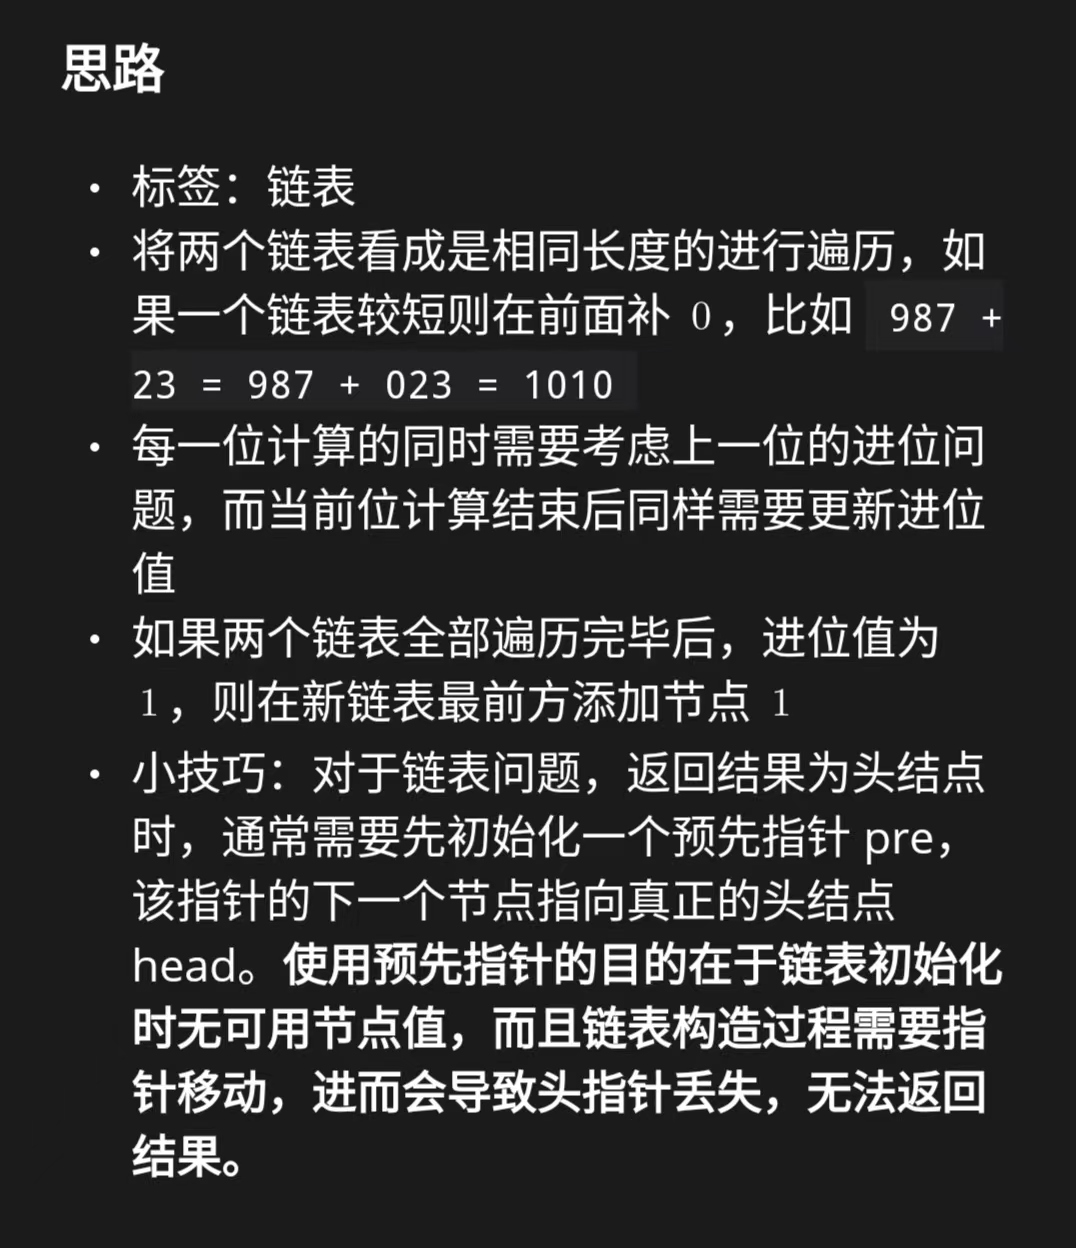 思路
• 标签：链表
• 将两个链表看成是相同长度的进行遍历，如
果一个链表较短则在前面补 0，比如 987 +
23 = 987 + 023 = 1010
• 每一位计算的同时需要考虑上一位的进位问
题，而当前位计算结束后同样需要更新进位
值
• 如果两个链表全部遍历完毕后，进位值为
1，则在新链表最前方添加节点 1
• 小技巧：对于链表问题，返回结果为头结点
时，通常需要先初始化一个预先指针 pre，
该指针的下一个节点指向真正的头结点
head。使用预先指针的目的在于链表初始化
时无可用节点值，而且链表构造过程需要指
针移动，进而会导致头指针丢失，无法返回
结果。